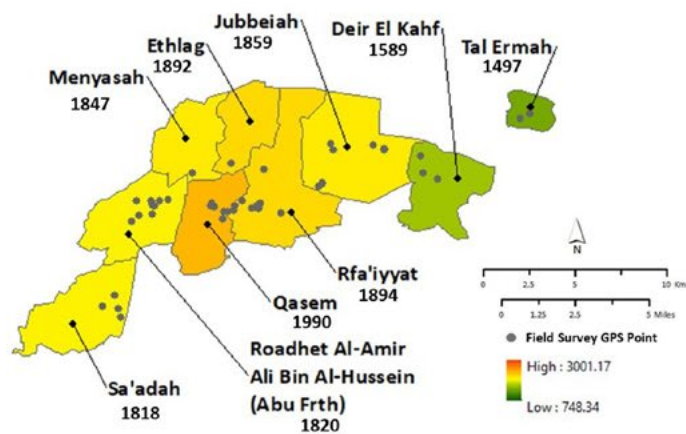 Jubbeiah
1859
Deir El Kahf
1589
Tal Ermah
1497
Ethlag
1892
Menyasah
1847
Rfa'iyyat
1894
Qasem
1990
Roadhet Al-Amir
Ali Bin Al-Hussein
(Abu Frth)
1820
Sa'adah
1818
N
0 2.5 5 10 Km
0 1.25 2.5 5 Miles
Field Survey GPS Point
High : 3001.17
Low : 748.34